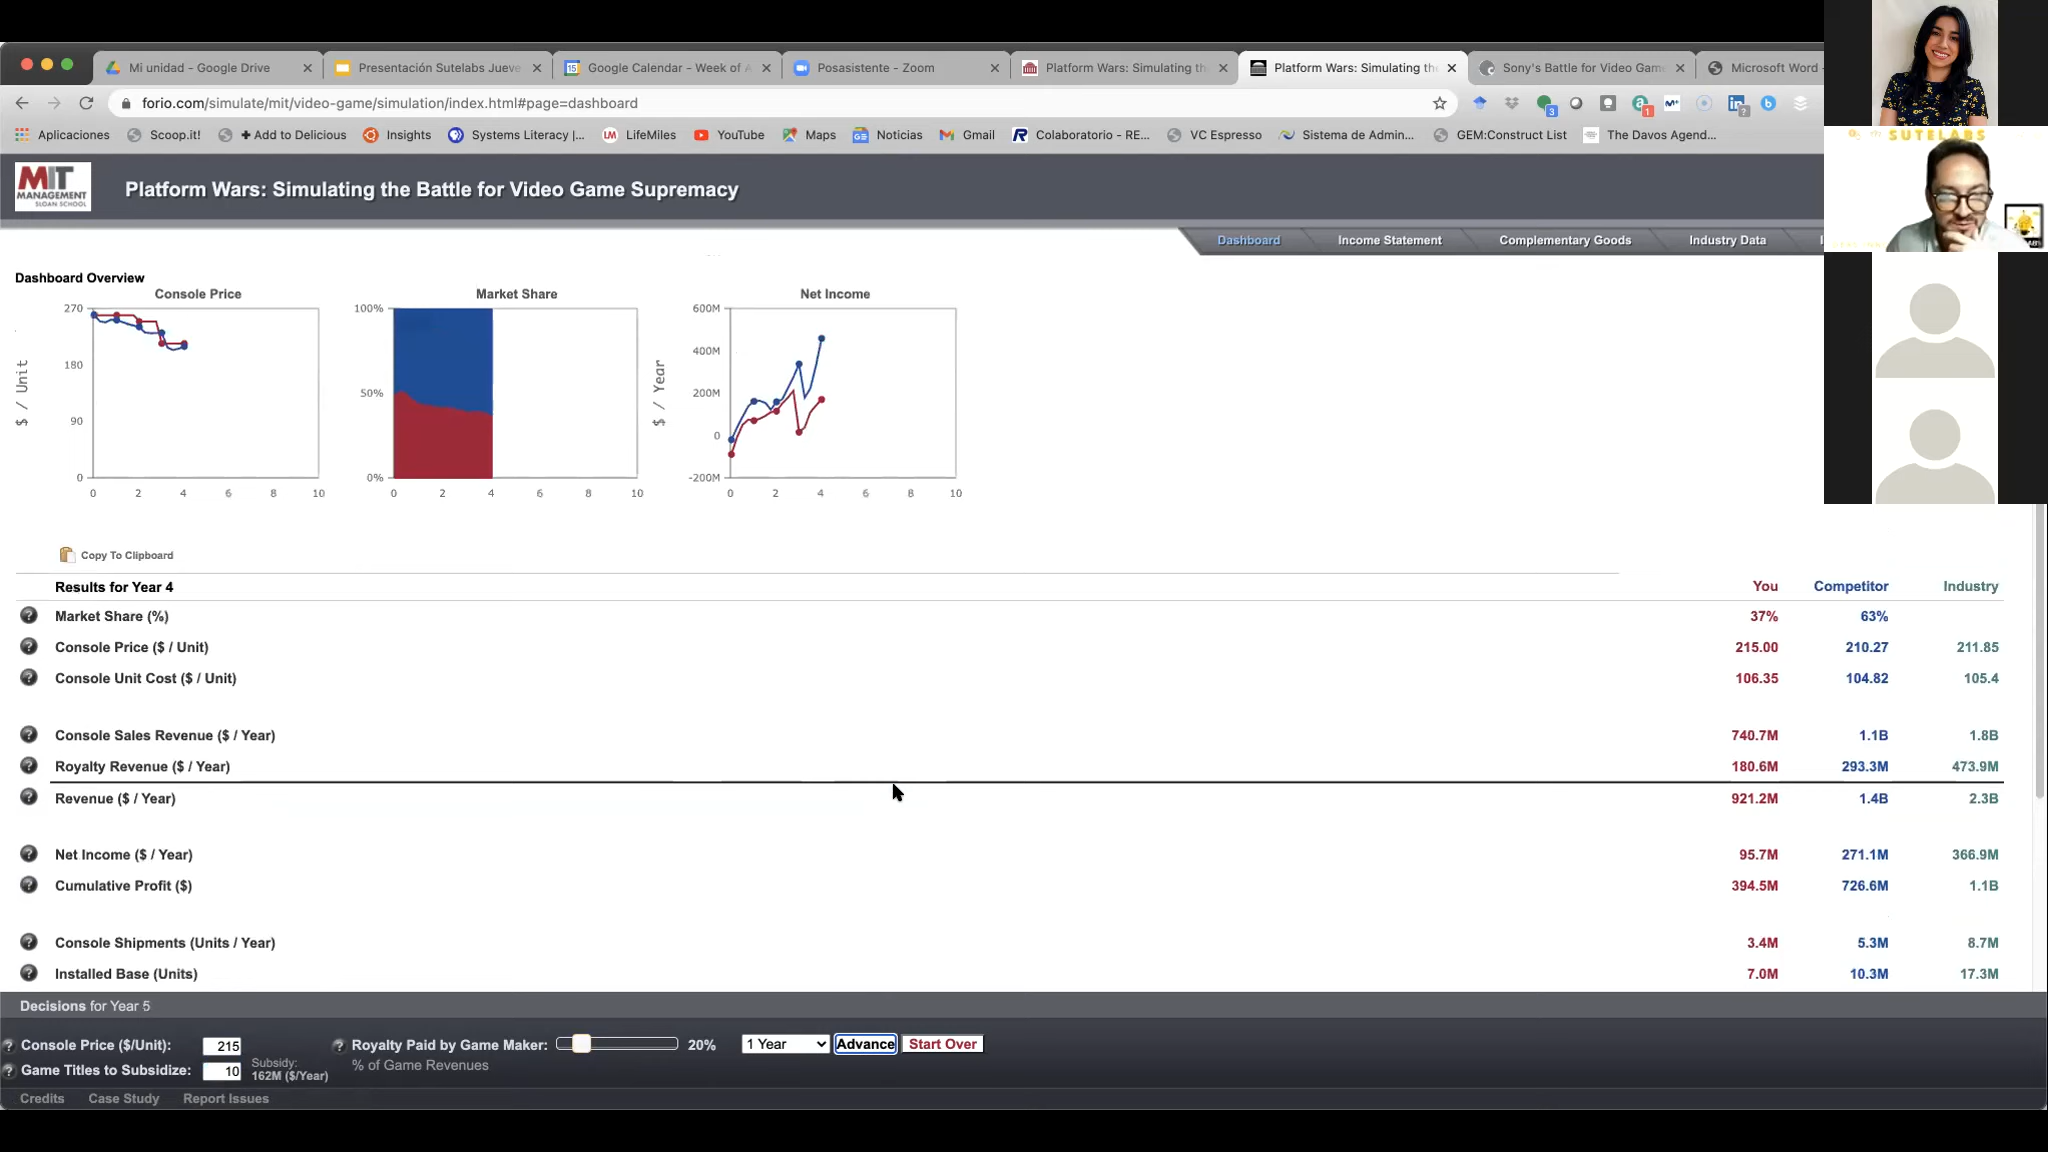 Mi unidad - Google Drive
Presentación Sutelabs Jueve
Google Calendar - Week of A
Posasistente - Zoom
Platform Wars: Simulating th
Platform Wars: Simulating th
Sony's Battle for Video Gam
Microsoft Word -
forio.com/simulate/mit/video-game/simulation/index.html#page=dashboard
Aplicaciones
Scoop.it!
+ Add to Delicious
Insights
Systems Literacy |...
LifeMiles
YouTube
Maps
Noticias
Gmail
Colaboratorio - RE...
VC Espresso
Sistema de Admin...
GEM:Construct List
The Davos Agend...
SUTELABS
MIT
MANAGEMENT
SLOAN SCHOOL
Platform Wars: Simulating the Battle for Video Game Supremacy
Dashboard Income Statement Complementary Goods Industry Data
Dashboard Overview
Console Price
$ / Unit
270
180
90
0
0 2 4 6 8 10
Market Share
100%
50%
0%
0 2 4 6 8 10
Net Income
$ / Year
600M
400M
200M
0
-200M
0 2 4 6 8 10
Copy To Clipboard
Results for Year 4 You Competitor Industry
Market Share (%) 37% 63%
Console Price ($ / Unit) 215.00 210.27 211.85
Console Unit Cost ($ / Unit) 106.35 104.82 105.4
Console Sales Revenue ($ / Year) 740.7M 1.1B 1.8B
Royalty Revenue ($ / Year) 180.6M 293.3M 473.9M
Revenue ($ / Year) 921.2M 1.4B 2.3B
Net Income ($ / Year) 95.7M 271.1M 366.9M
Cumulative Profit ($) 394.5M 726.6M 1.1B
Console Shipments (Units / Year) 3.4M 5.3M 8.7M
Installed Base (Units) 7.0M 10.3M 17.3M
Decisions for Year 5
Console Price ($/Unit): 215
Royalty Paid by Game Maker: 20%
% of Game Revenues
1 Year Advance Start Over
Game Titles to Subsidize: 10
Subsidy:
162M ($/Year)
Credits Case Study Report Issues